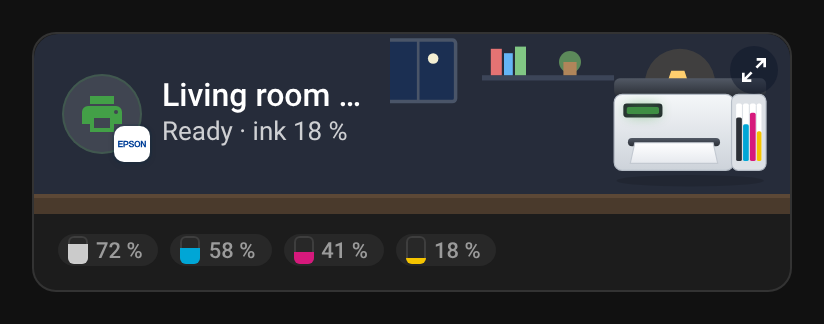 Living room ...
Ready · ink 18 %
EPSON
72 %
58 %
41 %
18 %